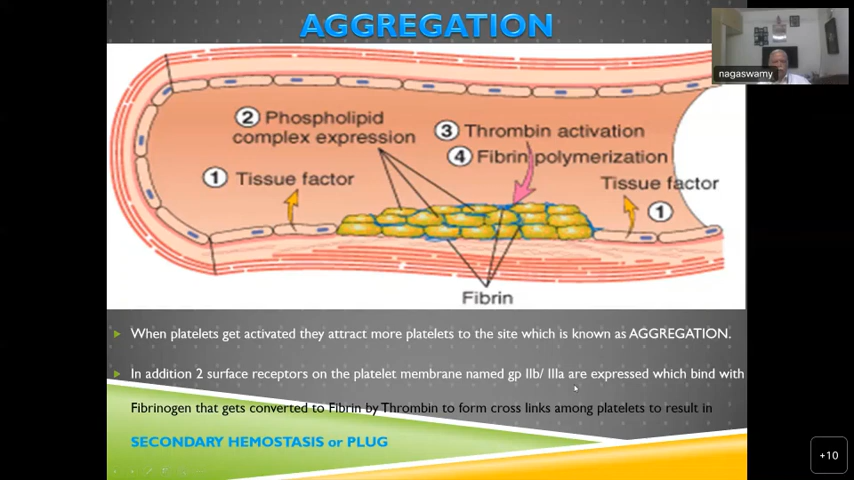 AGGREGATION
nagaswamy
2 Phospholipid
complex expression
3 Thrombin activation
4 Fibrin polymerization
1 Tissue factor
Tissue factor
1
Fibrin
When platelets get activated they attract more platelets to the site which is known as AGGREGATION.
In addition 2 surface receptors on the platelet membrane named gp IIb/ IIIa are expressed which bind with
Fibrinogen that gets converted to Fibrin by Thrombin to form cross links among platelets to result in
SECONDARY HEMOSTASIS or PLUG
+10